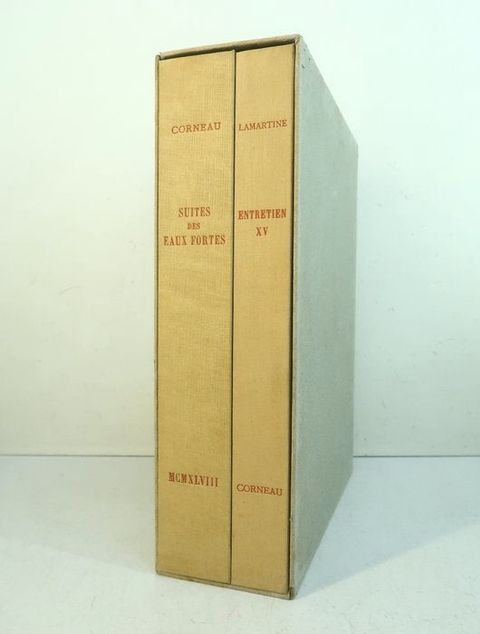 CORNEAU
SUITES
DES
EAUX FORTES
MCMXLVIII
LAMARTINE
ENTRETIEN
XV
CORNEAU